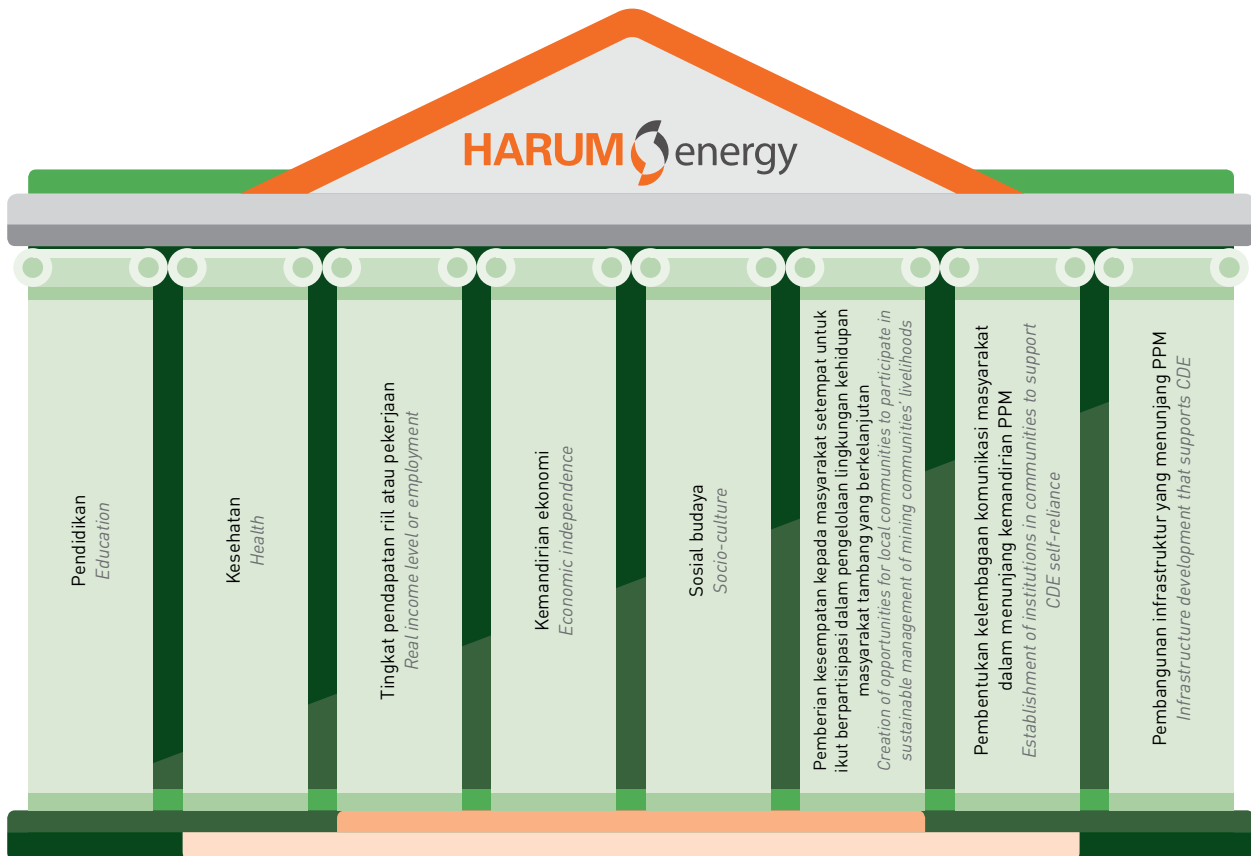 HARUM energy
Pendidikan
Education
Kesehatan
Health
Tingkat pendapatan riil atau pekerjaan
Real income level or employment
Kemandirian ekonomi
Economic independence
Sosial budaya
Socio-culture
Pemberian kesempatan kepada masyarakat setempat untuk
ikut berpartisipasi dalam pengelolaan lingkungan kehidupan
masyarakat tambang yang berkelanjutan
Creation of opportunities for local communities to participate in
sustainable management of mining communities' livelihoods
Pembentukan kelembagaan komunikasi masyarakat
dalam menunjang kemandirian PPM
Establishment of institutions in communities to support
CDE self-reliance
Pembangunan infrastruktur yang menunjang PPM
Infrastructure development that supports CDE